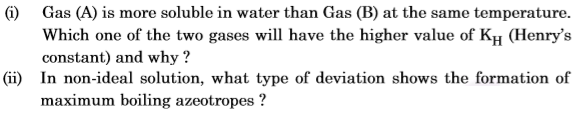 (i) Gas (A) is more soluble in water than Gas (B) at the same temperature.
Which one of the two gases will have the higher value of K_H (Henry's
constant) and why ?
(ii) In non-ideal solution, what type of deviation shows the formation of
maximum boiling azeotropes ?